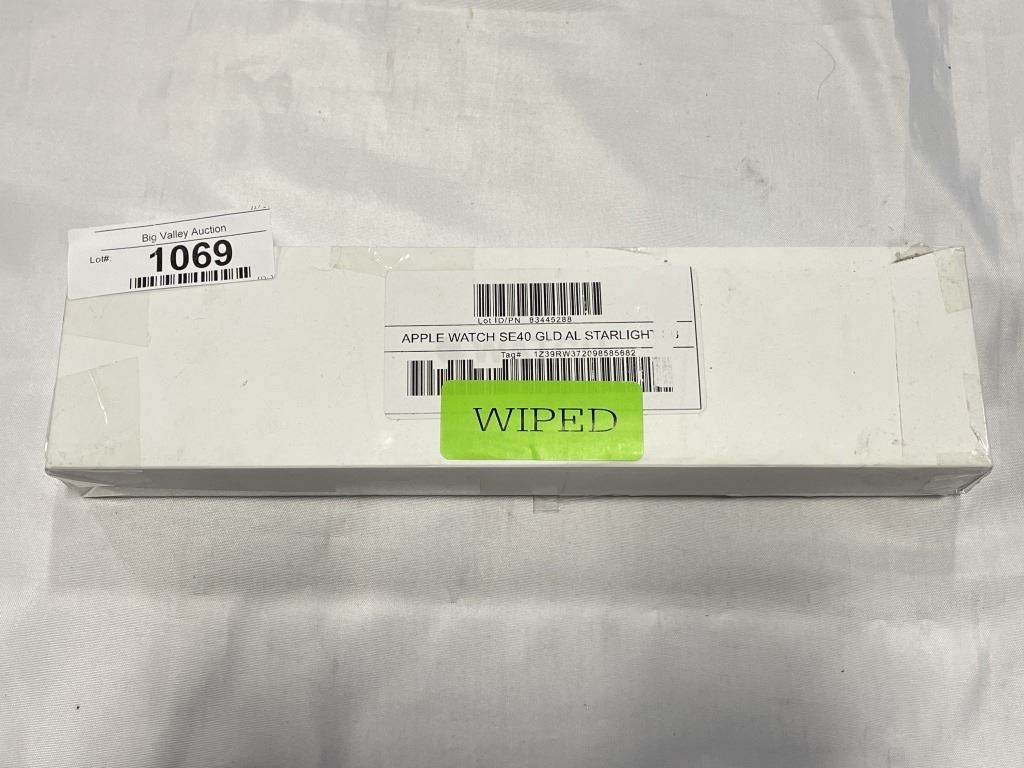 Big Valley Auction
Lot#: 1069
Lot ID/PN 83445288
APPLE WATCH SE40 GLD AL STARLIGHT
Tag# 1Z39RW372098585682
WIPED